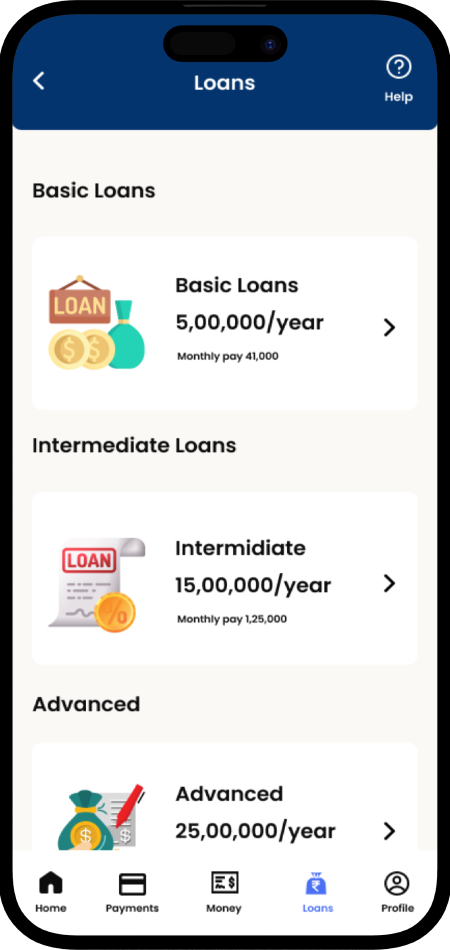 Loans
Help
Basic Loans
LOAN
Basic Loans
5,00,000/year
Monthly pay 41,000
Intermediate Loans
LOAN
Intermidiate
15,00,000/year
Monthly pay 1,25,000
Advanced
Advanced
25,00,000/year
Home
Payments
Money
Loans
Profile